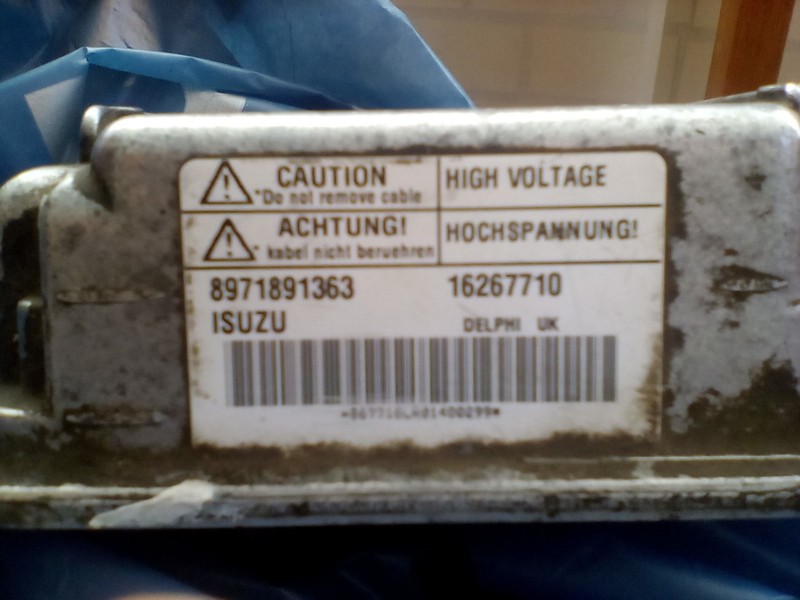 CAUTION
"Do not remove cable
HIGH VOLTAGE
ACHTUNG!
" kabel nicht beruehren
HOCHSPANNUNG!
8971891363 16267710
ISUZU DELPHI UK